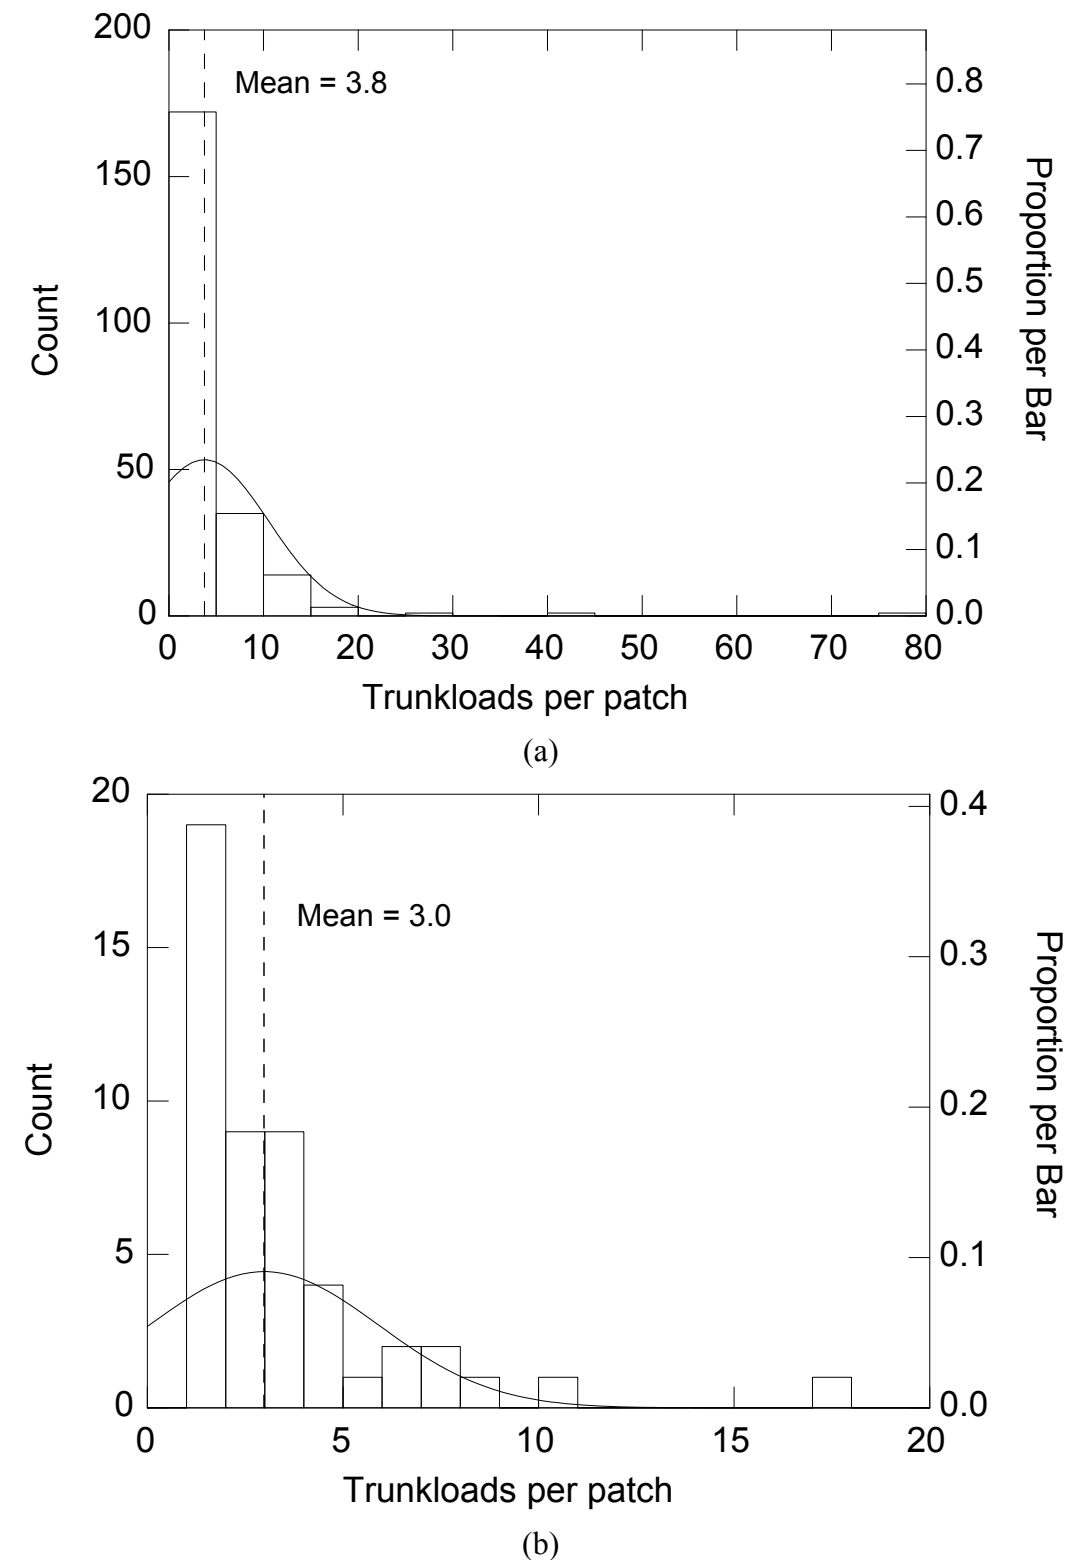 200
150
100
50
0
Count
Mean = 3.8
0.8
0.7
0.6
0.5
0.4
0.3
0.2
0.1
0.0
Proportion per Bar
0 10 20 30 40 50 60 70 80
Trunkloads per patch
(a)
20
15
10
5
0
Count
Mean = 3.0
0.4
0.3
0.2
0.1
0.0
Proportion per Bar
0 5 10 15 20
Trunkloads per patch
(b)